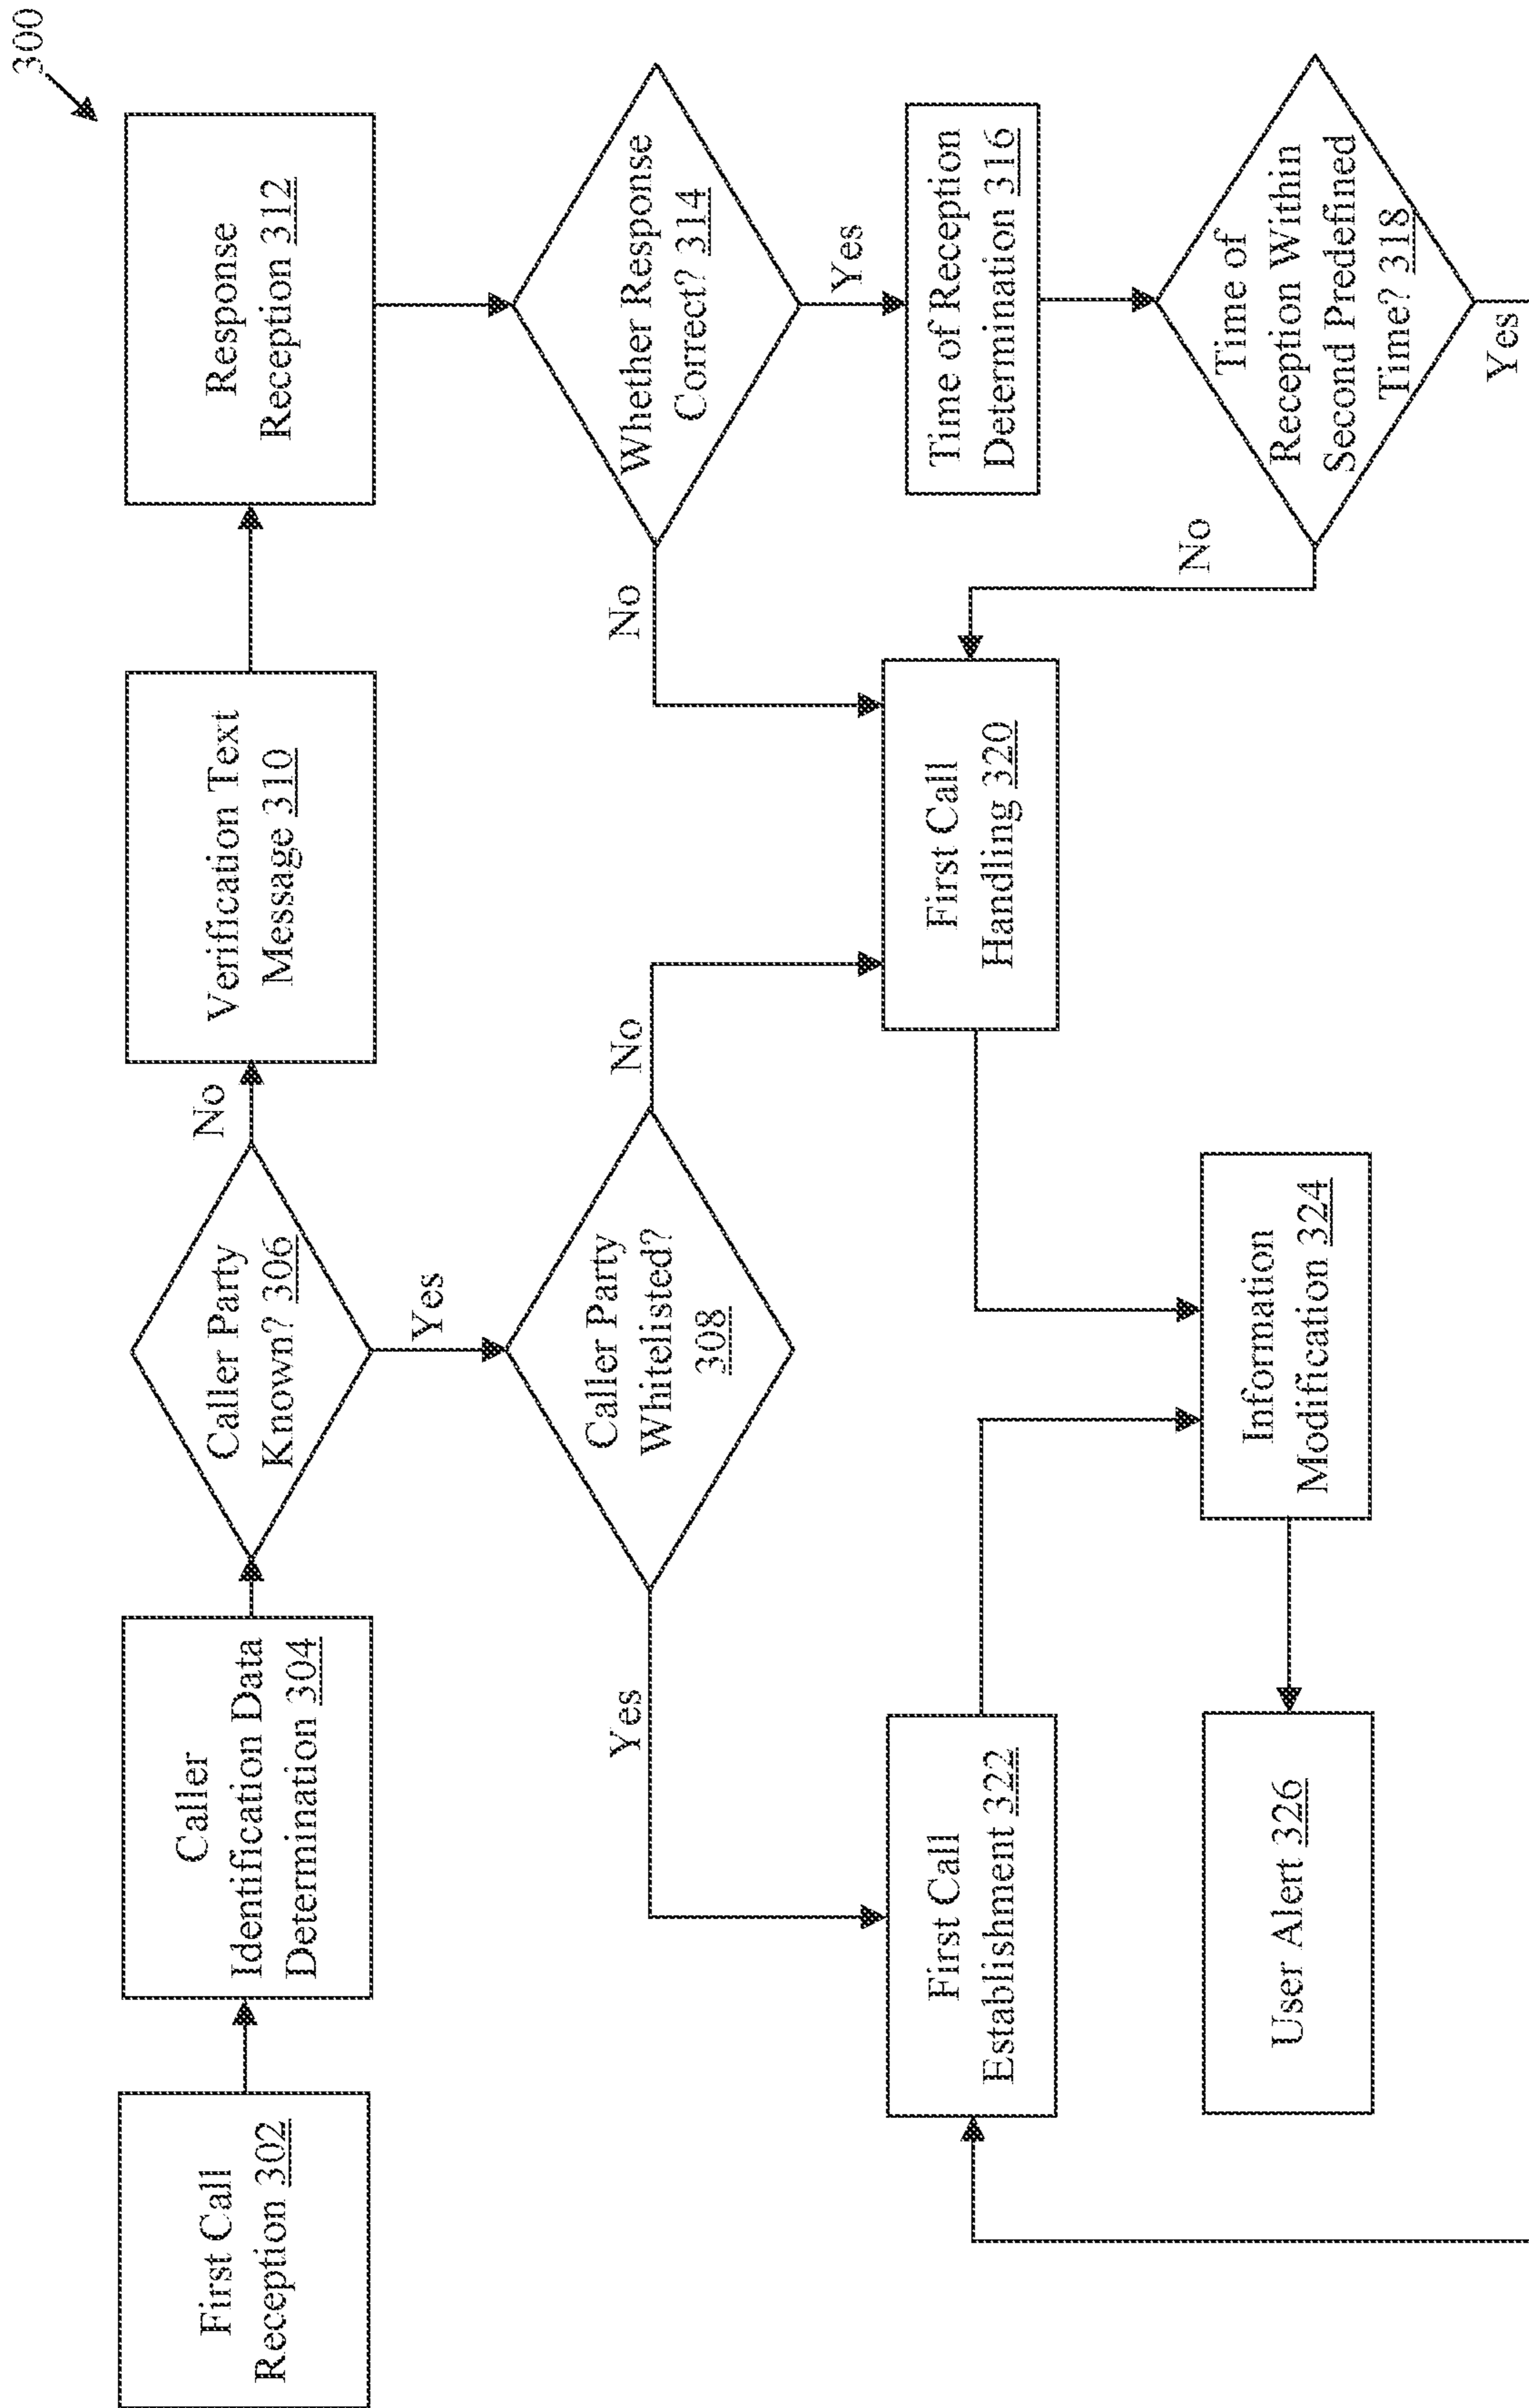 300
First Call
Reception 302
Caller
Identification Data
Determination 304
Caller Party
Known? 306
No
Verification Text
Message 310
Response
Reception 312
Yes
Caller Party
Whitelisted?
308
Yes
No
Whether Response
Correct? 314
No
Yes
First Call
Establishment 322
First Call
Handling 320
Time of Reception
Determination 316
No
User Alert 326
Information
Modification 324
Time of
Reception Within
Second Predefined
Time? 318
Yes